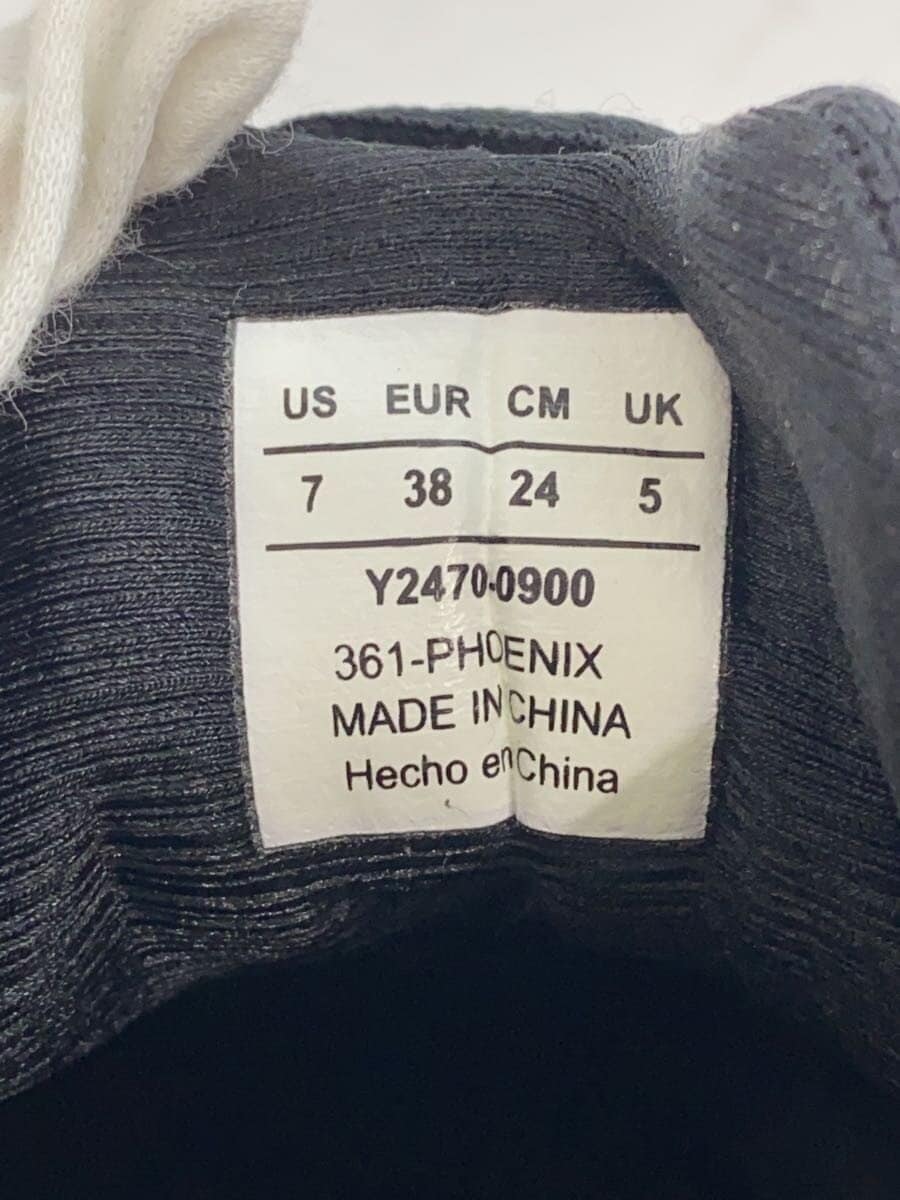 US EUR CM UK
7 38 24 5
Y2470-0900
361-PHOENIX
MADE IN CHINA
Hecho en China